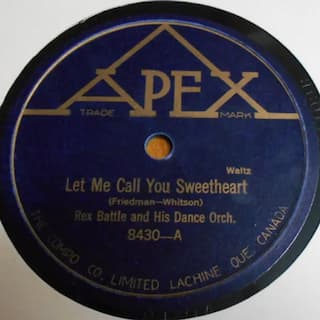 APEX
TRADE MARK
Waltz
Let Me Call You Sweetheart
(Friedman—Whitson)
Rex Battle and His Dance Orch.
8430—A
THE COMPO CO. LIMITED LACHINE QUE. CANADA